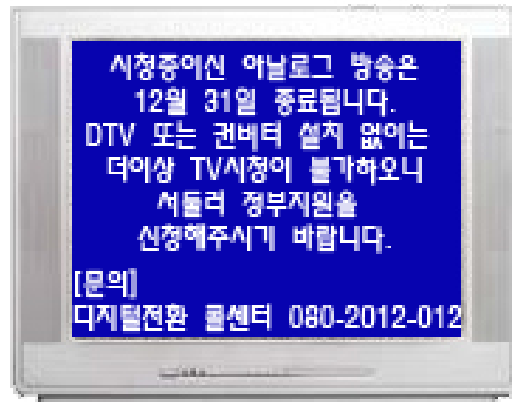 시청중이신 아날로그 방송은
12월 31일 종료됩니다.
DTV 또는 컨버터 설치 없이는
더이상 TV시청이 불가하오니
서둘러 정부지원을
신청해주시기 바랍니다.
[문의]
디지털전환 콜센터 080-2012-012